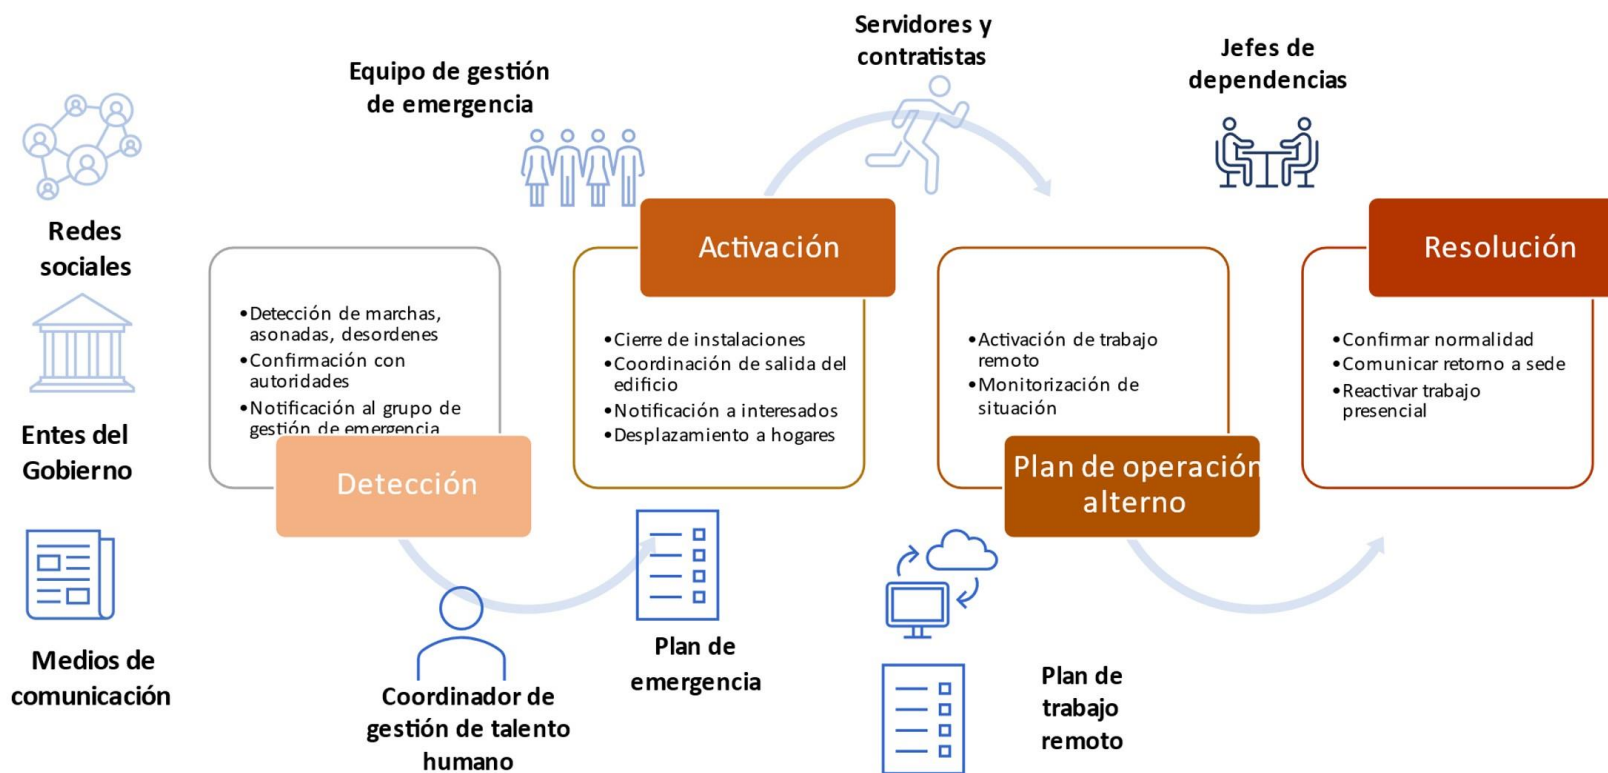 Redes
sociales
Entes del
Gobierno
Medios de
comunicación
•Detección de marchas,
asonadas, desordenes
•Confirmación con
autoridades
•Notificación al grupo de
gestión de emergencia
Detección
Coordinador de
gestión de talento
humano
Equipo de gestión
de emergencia
Activación
•Cierre de instalaciones
•Coordinación de salida del
edificio
•Notificación a interesados
•Desplazamiento a hogares
Plan de
emergencia
Servidores y
contratistas
•Activación de trabajo
remoto
•Monitorización de
situación
Plan de operación
alterno
Plan de
trabajo
remoto
Jefes de
dependencias
Resolución
•Confirmar normalidad
•Comunicar retorno a sede
•Reactivar trabajo
presencial